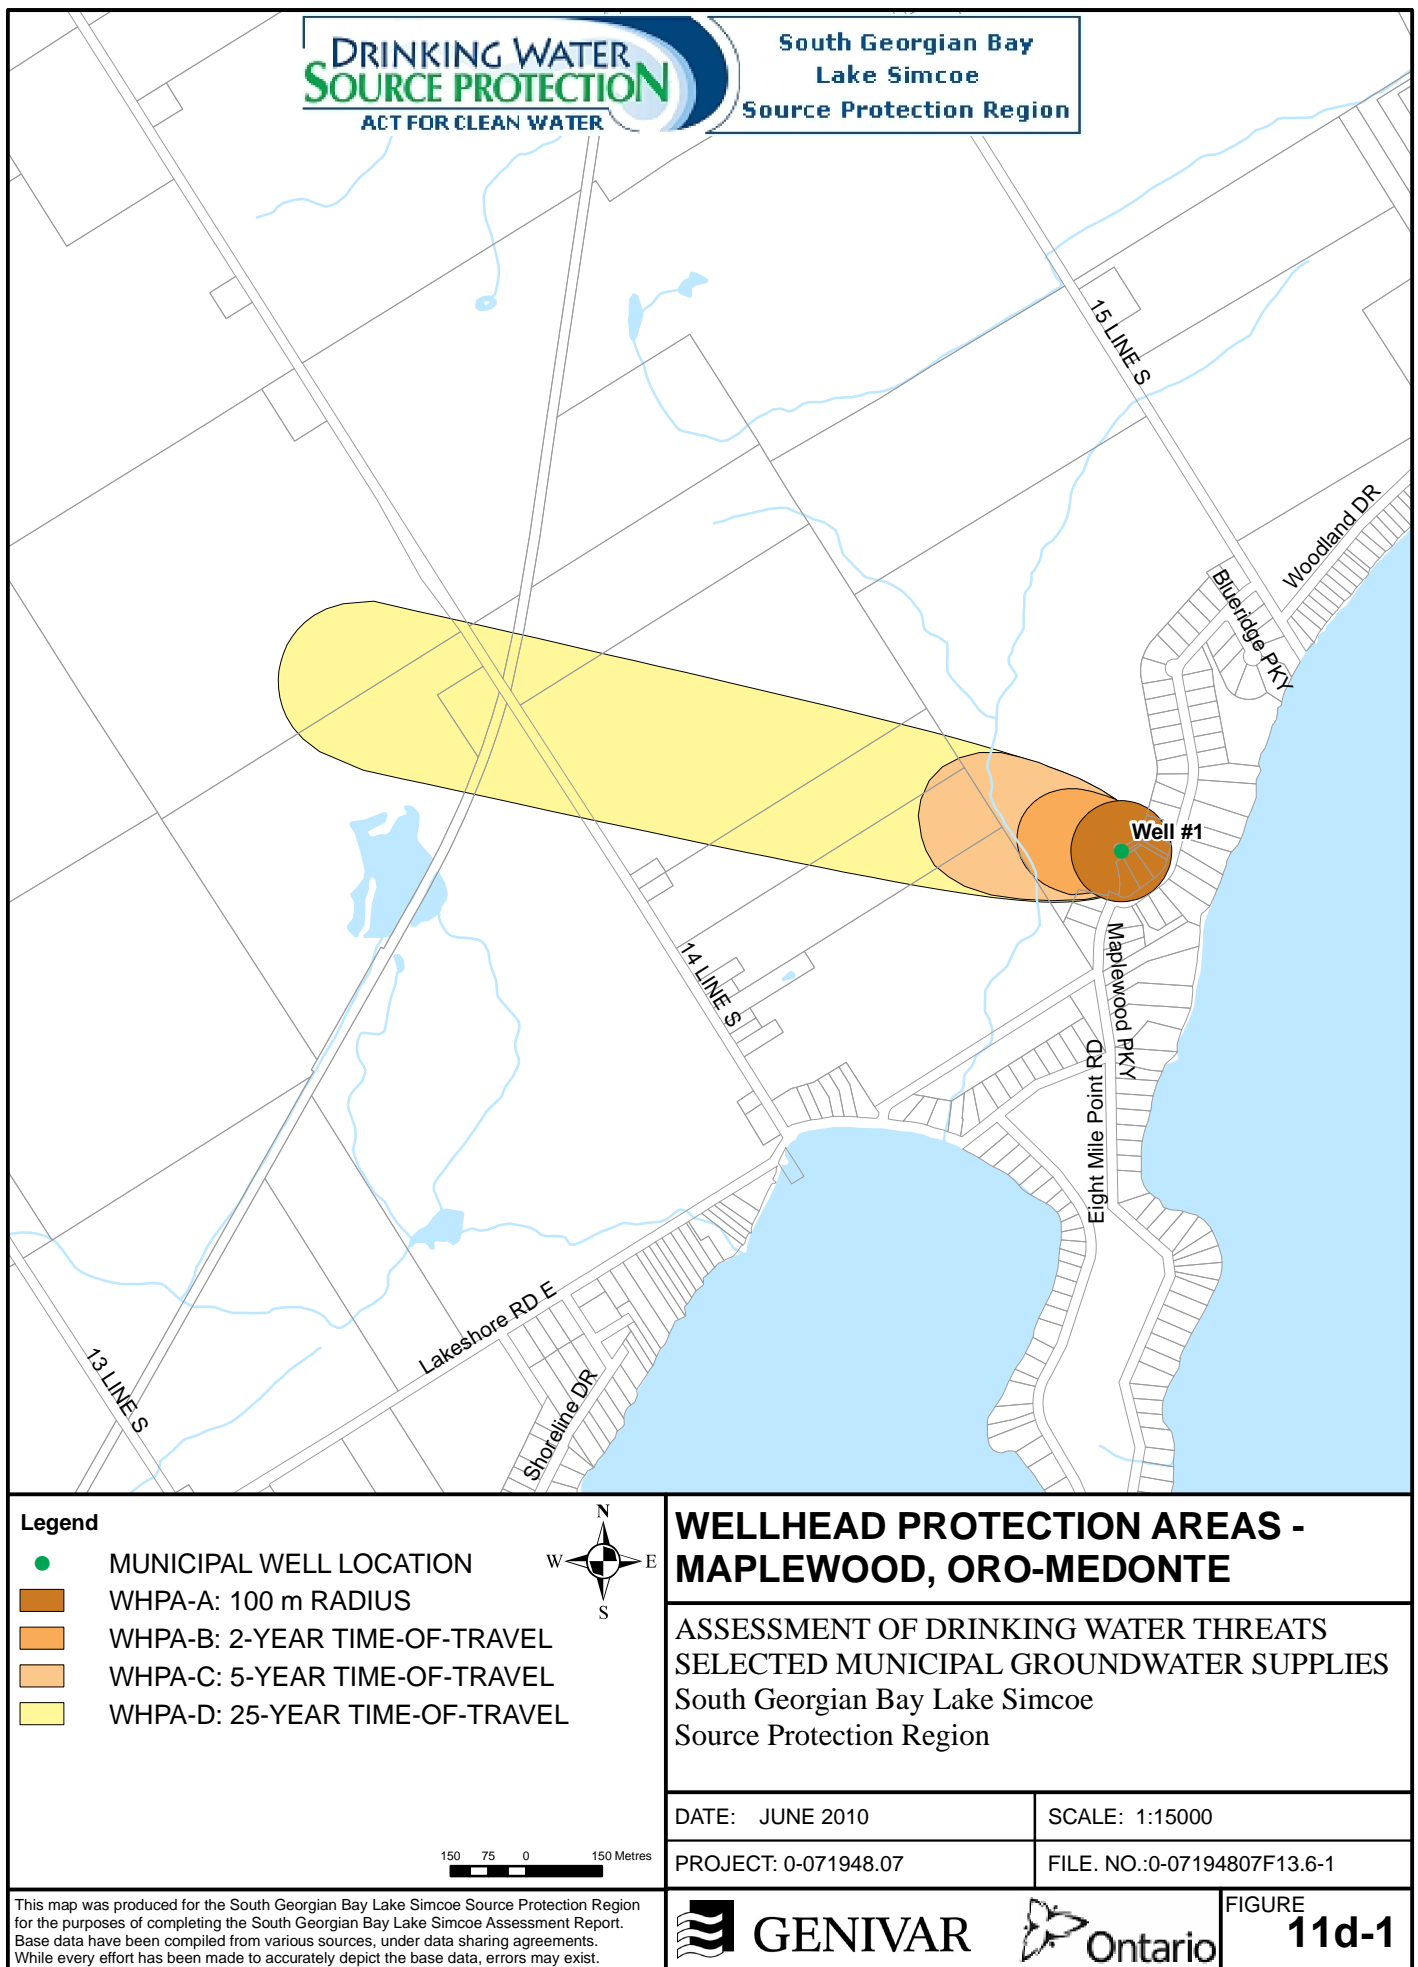 DRINKING WATER
SOURCE PROTECTION
ACT FOR CLEAN WATER
South Georgian Bay
Lake Simcoe
Source Protection Region
15 LINE S
Woodland DR
Blueridge PKY
Well #1
14 LINE S
Maplewood PKY
Eight Mile Point RD
Lakeshore RD E
13 LINE S
Shoreline DR
Legend
MUNICIPAL WELL LOCATION
WHPA-A: 100 m RADIUS
WHPA-B: 2-YEAR TIME-OF-TRAVEL
WHPA-C: 5-YEAR TIME-OF-TRAVEL
WHPA-D: 25-YEAR TIME-OF-TRAVEL
N
W E
S
150 75 0 150 Metres
WELLHEAD PROTECTION AREAS -
MAPLEWOOD, ORO-MEDONTE
ASSESSMENT OF DRINKING WATER THREATS
SELECTED MUNICIPAL GROUNDWATER SUPPLIES
South Georgian Bay Lake Simcoe
Source Protection Region
DATE: JUNE 2010
SCALE: 1:15000
PROJECT: 0-071948.07
FILE. NO.:0-07194807F13.6-1
This map was produced for the South Georgian Bay Lake Simcoe Source Protection Region
for the purposes of completing the South Georgian Bay Lake Simcoe Assessment Report.
Base data have been compiled from various sources, under data sharing agreements.
While every effort has been made to accurately depict the base data, errors may exist.
GENIVAR
Ontario
FIGURE
11d-1